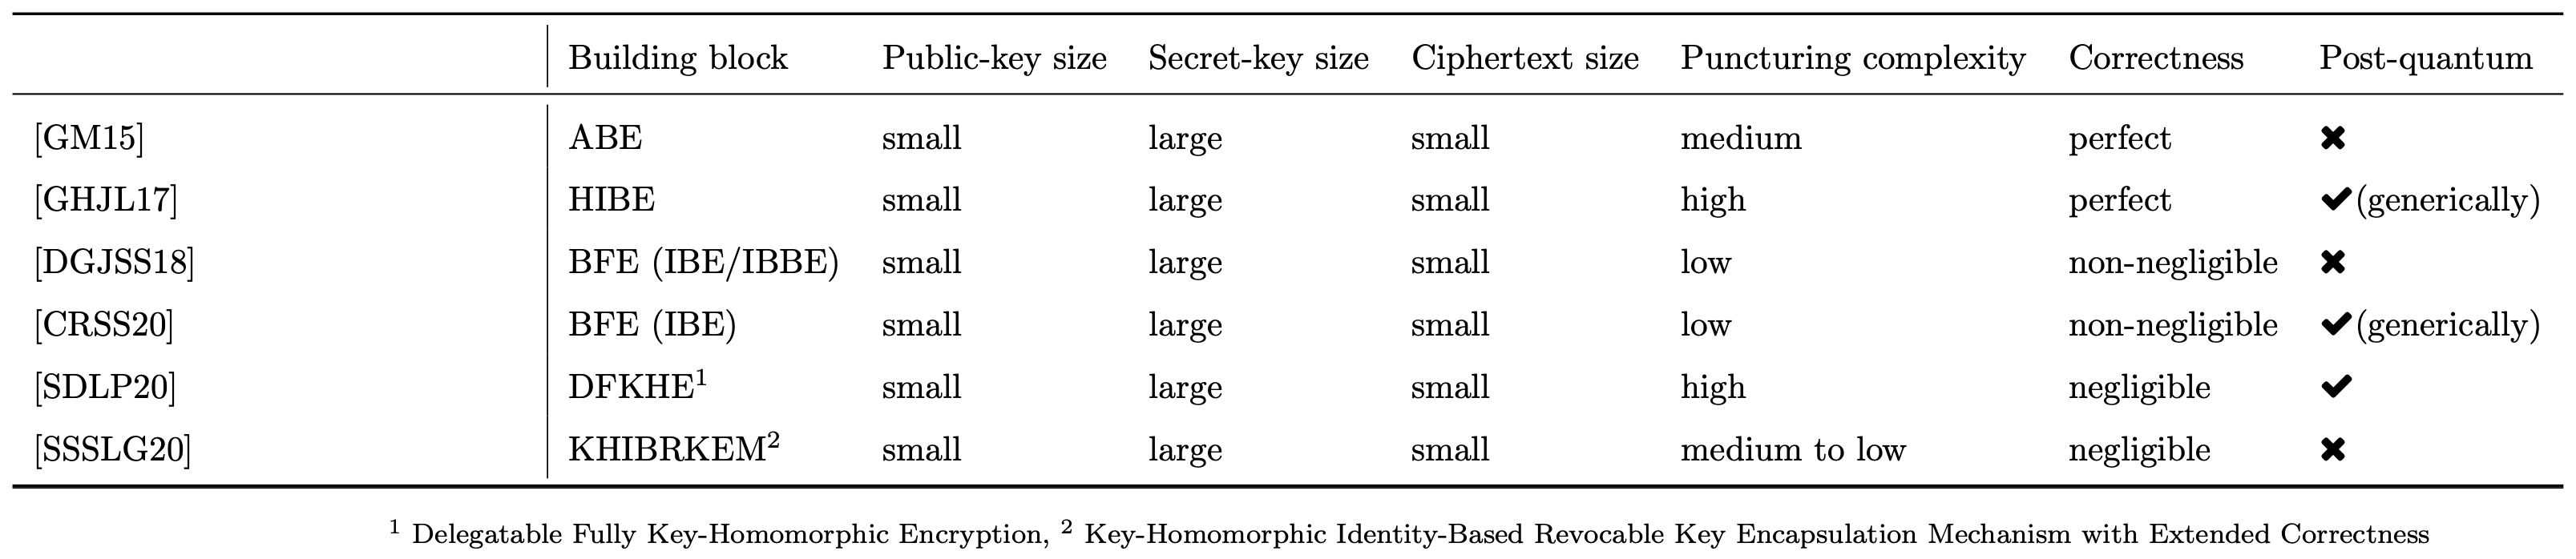 Building block Public-key size Secret-key size Ciphertext size Puncturing complexity Correctness Post-quantum
[GM15] ABE small large small medium perfect ✖
[GHJL17] HIBE small large small high perfect ✔(generically)
[DGJSS18] BFE (IBE/IBBE) small large small low non-negligible ✖
[CRSS20] BFE (IBE) small large small low non-negligible ✔(generically)
[SDLP20] DFKHE¹ small large small high negligible ✔
[SSSLG20] KHIBRKEM² small large small medium to low negligible ✖
¹ Delegatable Fully Key-Homomorphic Encryption, ² Key-Homomorphic Identity-Based Revocable Key Encapsulation Mechanism with Extended Correctness